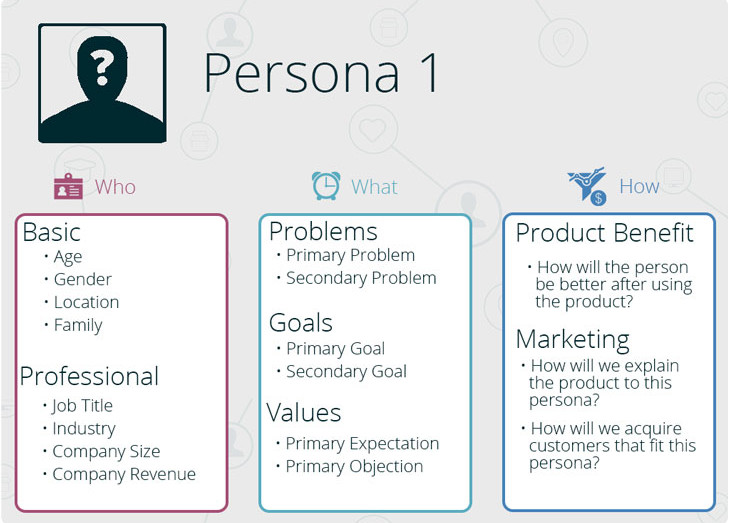 ?
Persona 1
Who
Basic
• Age
• Gender
• Location
• Family
Professional
• Job Title
• Industry
• Company Size
• Company Revenue
What
Problems
• Primary Problem
• Secondary Problem
Goals
• Primary Goal
• Secondary Goal
Values
• Primary Expectation
• Primary Objection
$
How
Product Benefit
• How will the person
be better after using
the product?
Marketing
• How will we explain
the product to this
persona?
• How will we acquire
customers that fit this
persona?